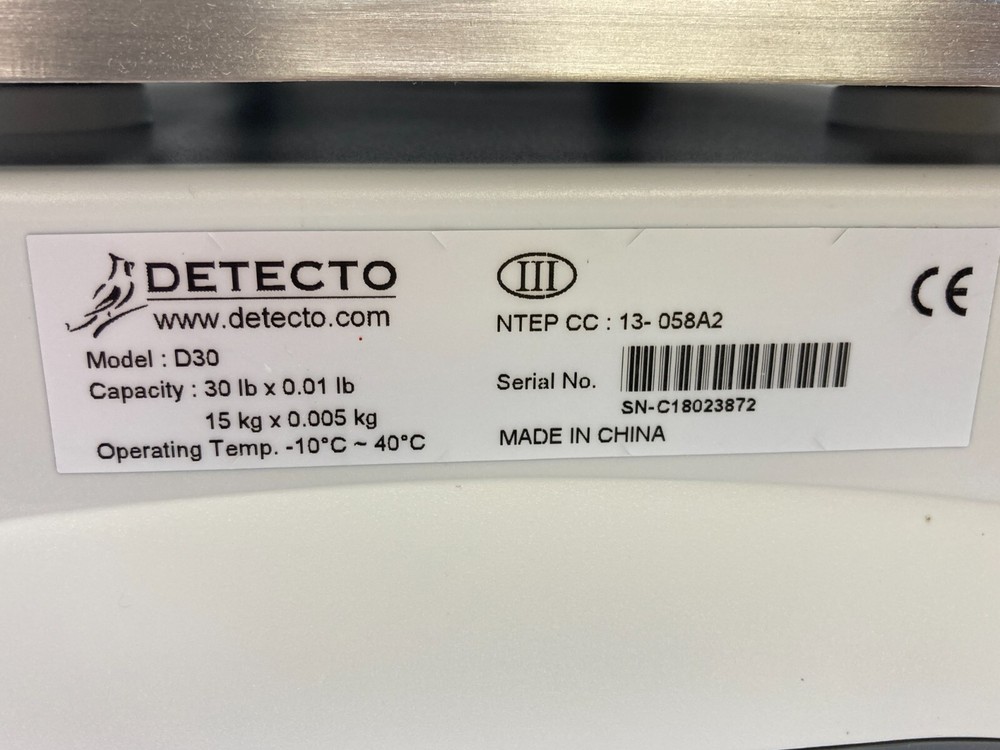 DETECTO
www.detecto.com
Model : D30
Capacity : 30 lb x 0.01 lb
15 kg x 0.005 kg
Operating Temp. -10°C ~ 40°C
III
NTEP CC : 13- 058A2
Serial No.
SN-C18023872
MADE IN CHINA
CE